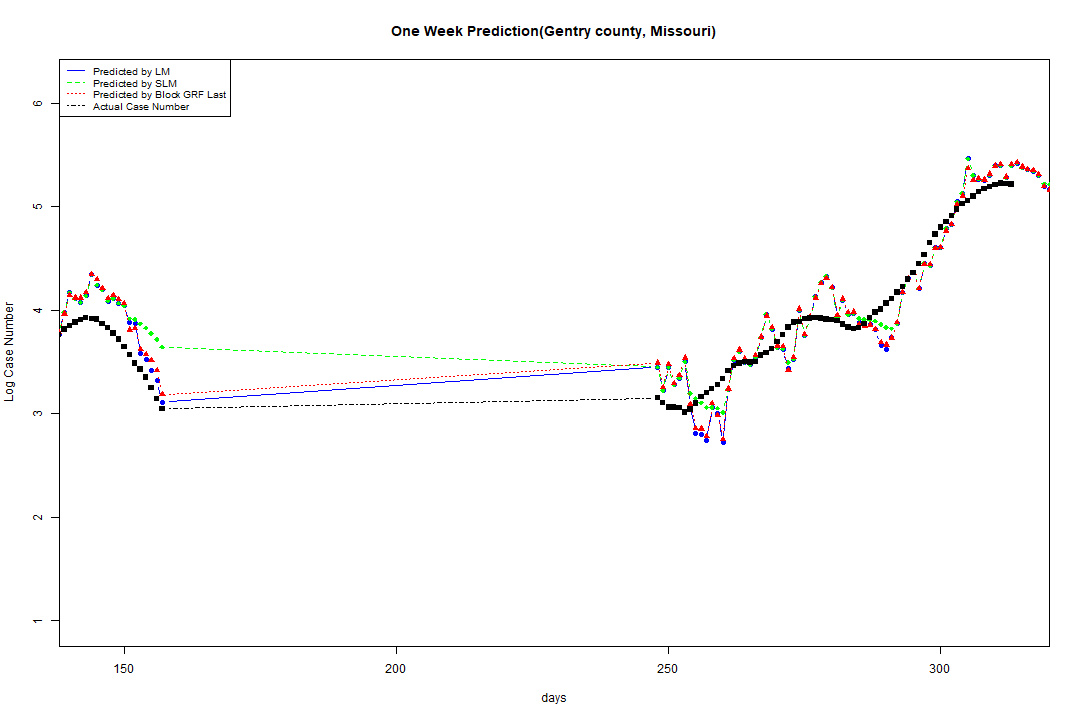 One Week Prediction(Gentry county, Missouri)
Predicted by LM
Predicted by SLM
Predicted by Block GRF Last
Actual Case Number
6
5
4
3
2
1
Log Case Number
150
200
250
300
days